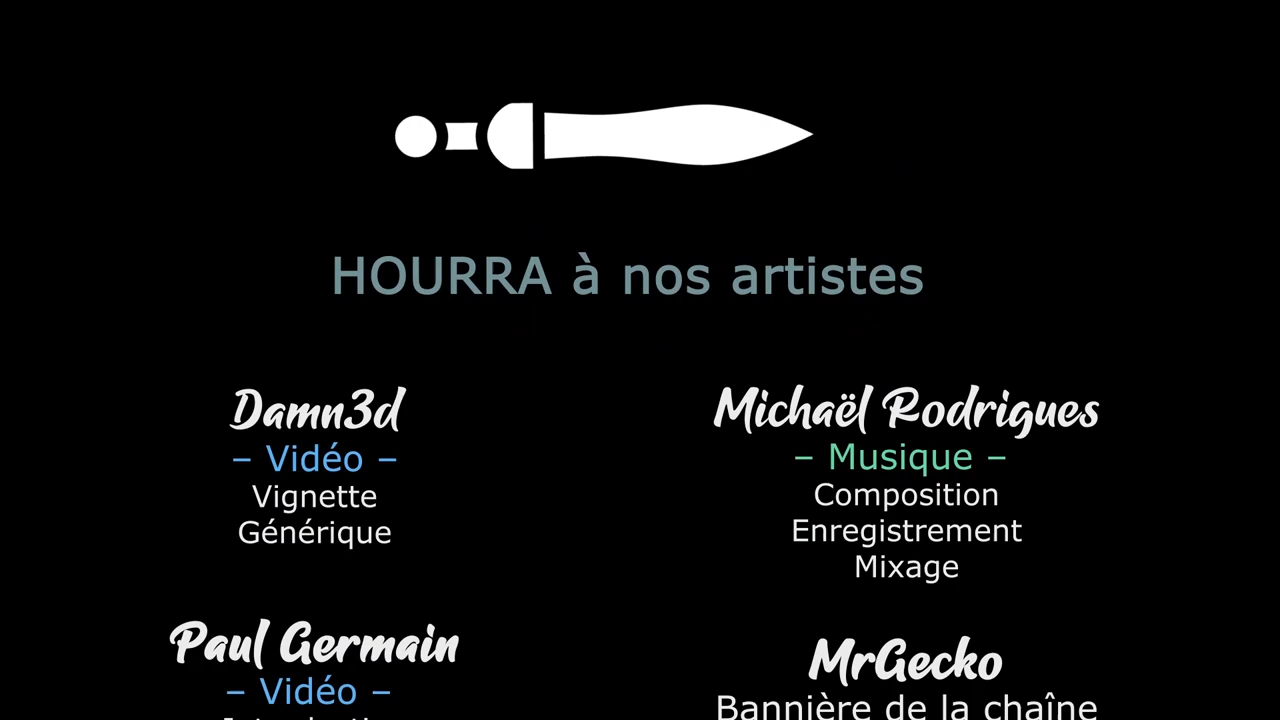 HOURRA à nos artistes
Damn3d
– Vidéo –
Vignette
Générique
Michaël Rodrigues
– Musique –
Composition
Enregistrement
Mixage
Paul Germain
– Vidéo –
MrGecko
Bannière de la chaîne